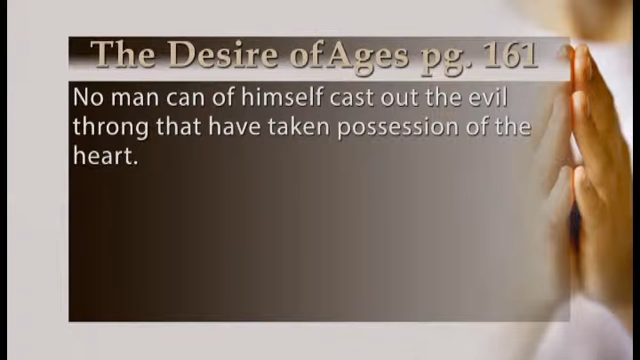 The Desire of Ages pg. 161
No man can of himself cast out the evil
throng that have taken possession of the
heart.